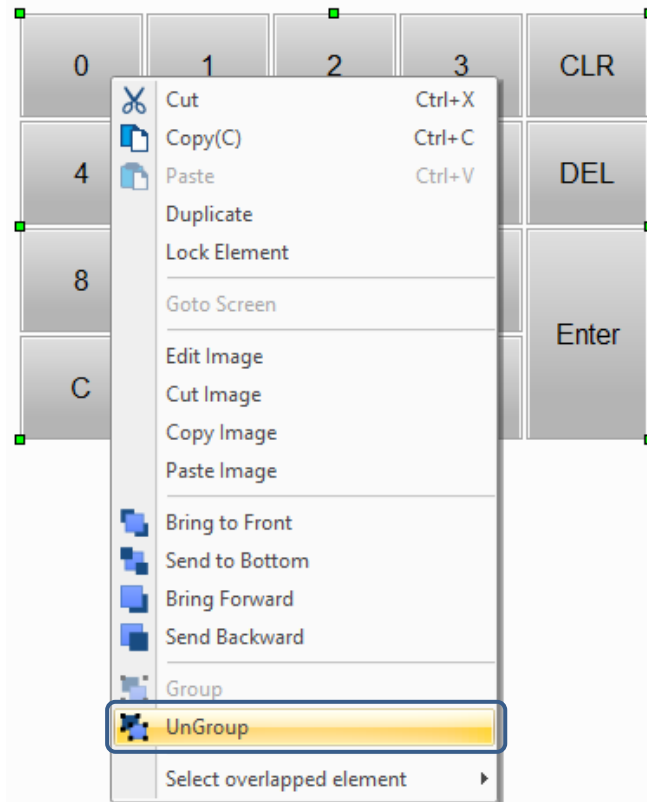 0 1 2 3 CLR
Cut Ctrl+X
Copy(C) Ctrl+C
4 DEL
Paste Ctrl+V
Duplicate
Lock Element
8
Goto Screen
Enter
Edit Image
C
Cut Image
Copy Image
Paste Image
Bring to Front
Send to Bottom
Bring Forward
Send Backward
Group
UnGroup
Select overlapped element